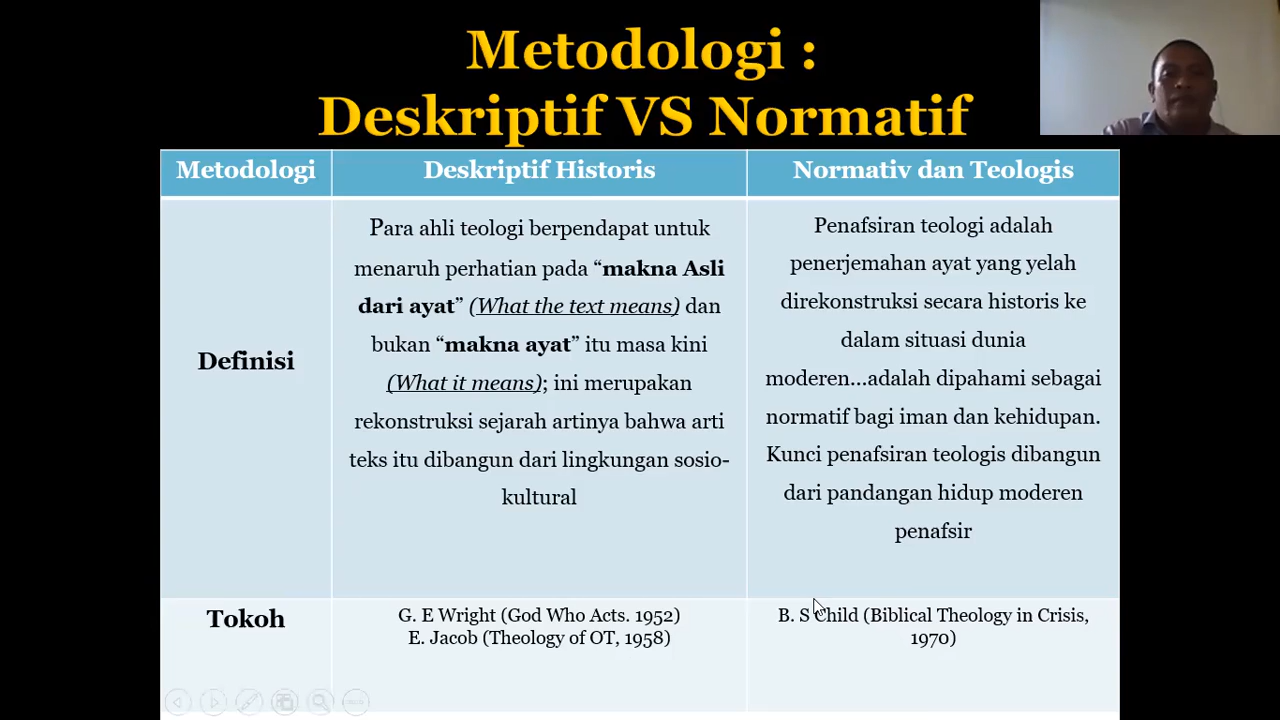 Metodologi :
Deskriptif VS Normatif
Metodologi
Deskriptif Historis
Normativ dan Teologis
Definisi
Para ahli teologi berpendapat untuk
menaruh perhatian pada “makna Asli
dari ayat” (What the text means) dan
bukan “makna ayat” itu masa kini
(What it means); ini merupakan
rekonstruksi sejarah artinya bahwa arti
teks itu dibangun dari lingkungan sosio-
kultural
Penafsiran teologi adalah
penerjemahan ayat yang yelah
direkonstruksi secara historis ke
dalam situasi dunia
moderen...adalah dipahami sebagai
normatif bagi iman dan kehidupan.
Kunci penafsiran teologis dibangun
dari pandangan hidup moderen
penafsir
Tokoh
G. E Wright (God Who Acts. 1952)
E. Jacob (Theology of OT, 1958)
B. S Child (Biblical Theology in Crisis,
1970)